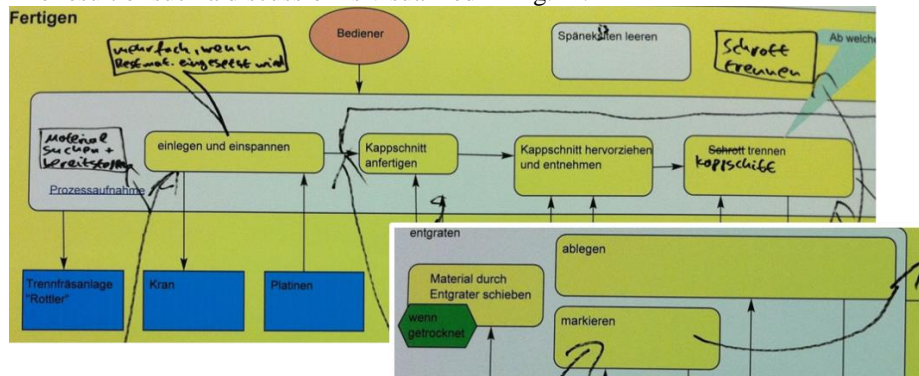 Fertigen
Bediener
Spänekisten leeren
Schrott
trennen
Ab welche
mehrfach, wenn
Restmat. eingesetzt wird
Material
suchen +
bereitstellen
einlegen und einspannen
Kappschnitt
anfertigen
Kappschnitt hervorziehen
und entnehmen
Schrott trennen
Kappschitt
Prozessaufnahme
Trennfräsanlage
"Rottler"
Kran
Platinen
entgraten
Material durch
Entgrater schieben
wenn
getrocknet
ablegen
markieren